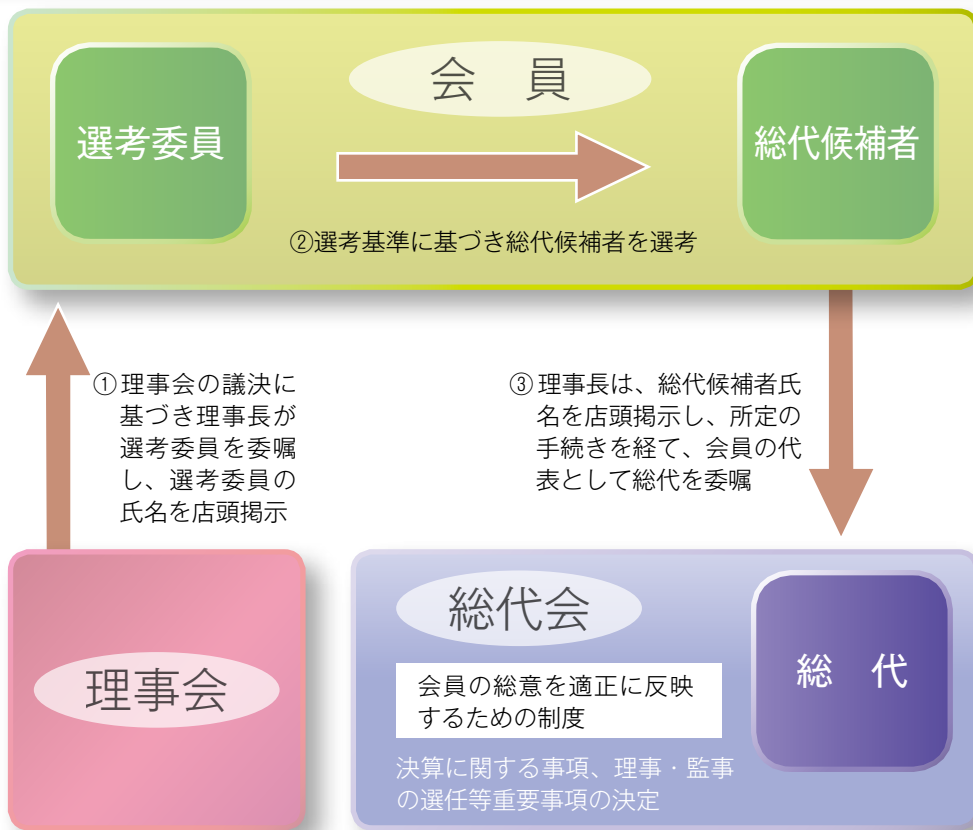 会　員
選考委員
総代候補者
②選考基準に基づき総代候補者を選考
①理事会の議決に
基づき理事長が
選考委員を委嘱
し、選考委員の
氏名を店頭掲示
③理事長は、総代候補者氏
名を店頭掲示し、所定の
手続きを経て、会員の代
表として総代を委嘱
理事会
総代会
会員の総意を適正に反映
するための制度
決算に関する事項、理事・監事
の選任等重要事項の決定
総　代